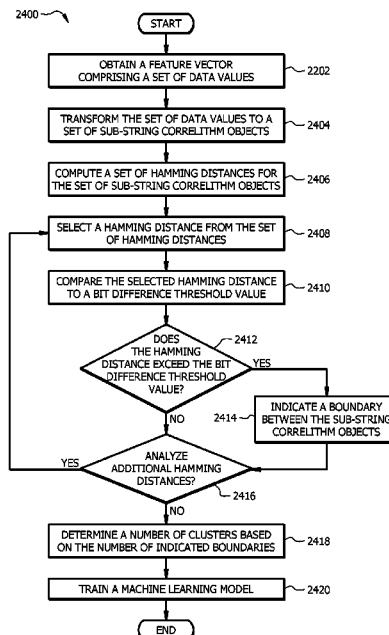 2400
START
OBTAIN A FEATURE VECTOR
COMPRISING A SET OF DATA VALUES
2202
TRANSFORM THE SET OF DATA VALUES TO A
SET OF SUB-STRING CORRELITHM OBJECTS
2404
COMPUTE A SET OF HAMMING DISTANCES FOR
THE SET OF SUB-STRING CORRELITHM OBJECTS
2406
SELECT A HAMMING DISTANCE FROM THE SET
OF HAMMING DISTANCES
2408
COMPARE THE SELECTED HAMMING DISTANCE
TO A BIT DIFFERENCE THRESHOLD VALUE
2410
DOES
THE HAMMING
DISTANCE EXCEED THE BIT
DIFFERENCE THRESHOLD
VALUE?
2412
YES
NO
2414
INDICATE A BOUNDARY
BETWEEN THE SUB-STRING
CORRELITHM OBJECTS
YES
ANALYZE
ADDITIONAL HAMMING
DISTANCES?
2416
NO
DETERMINE A NUMBER OF CLUSTERS BASED
ON THE NUMBER OF INDICATED BOUNDARIES
2418
TRAIN A MACHINE LEARNING MODEL
2420
END